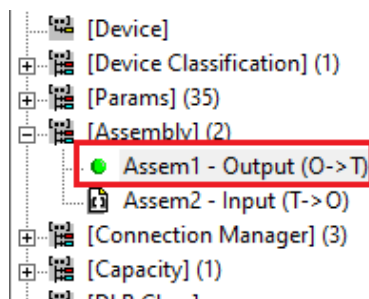 [Device]
[Device Classification] (1)
[Params] (35)
[Assembly] (2)
Assem1 - Output (O->T)
Assem2 - Input (T->O)
[Connection Manager] (3)
[Capacity] (1)